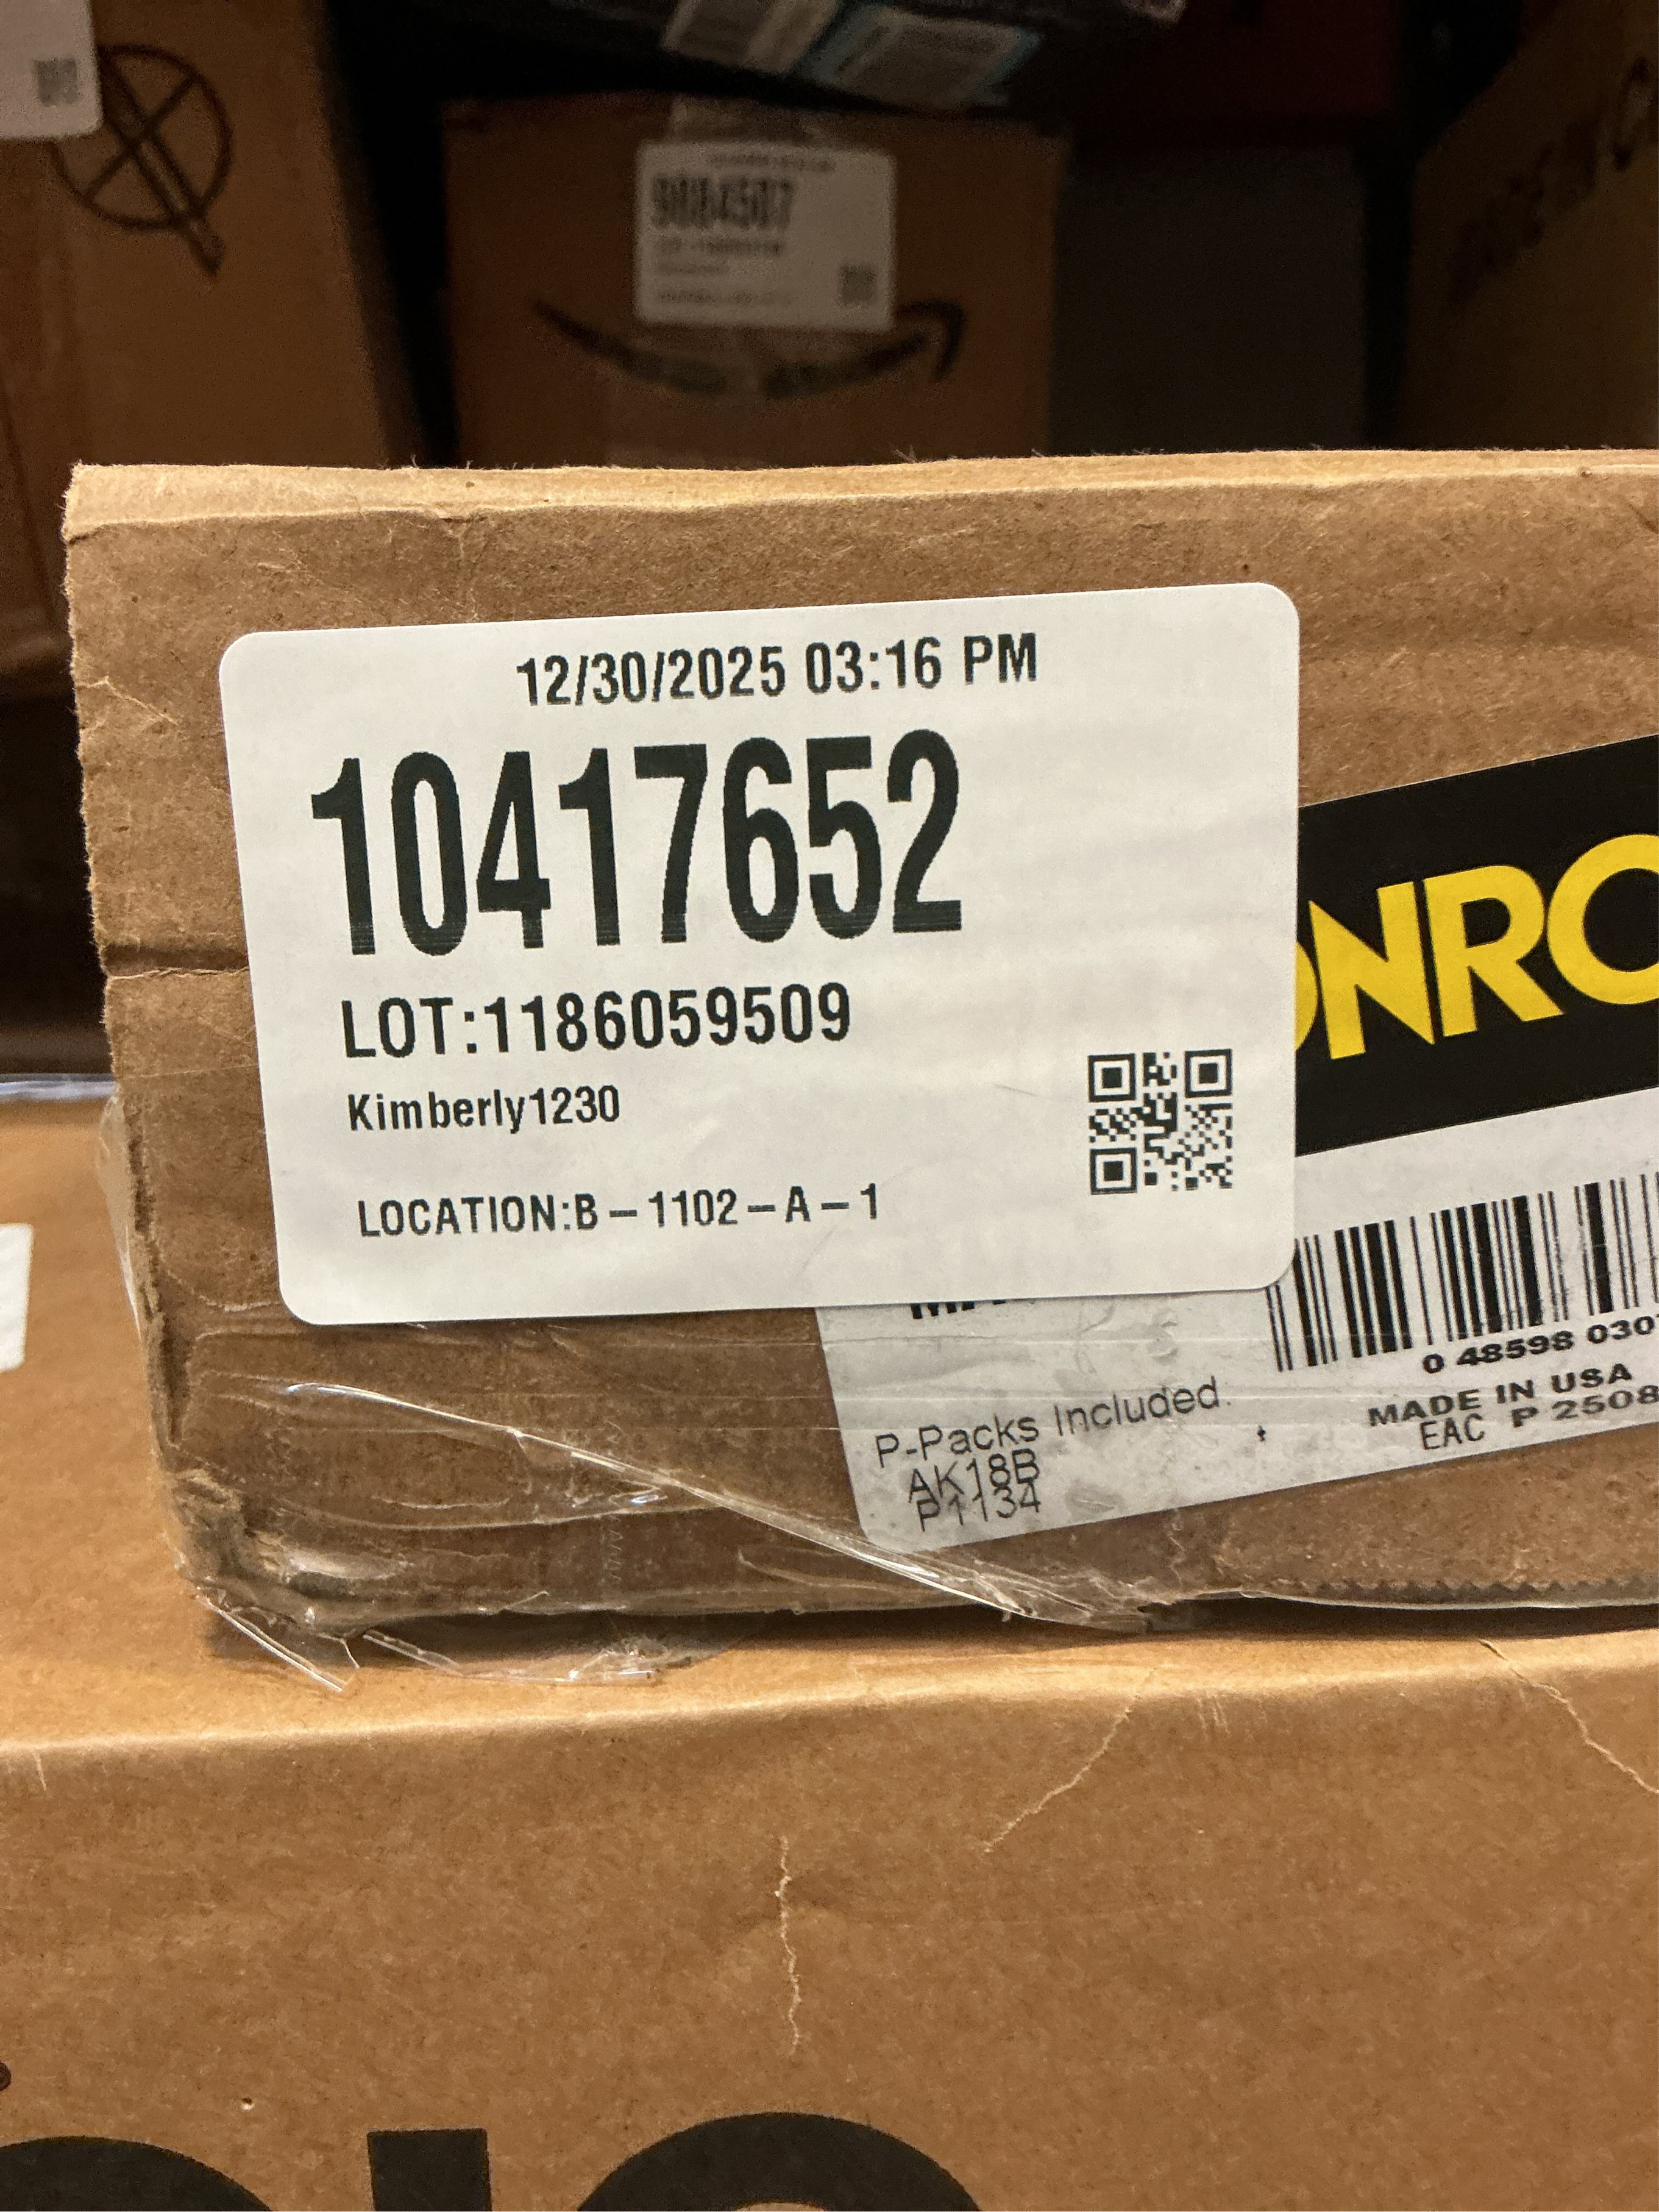 12/30/2025 03:16 PM
10417652
LOT:1186059509
Kimberly1230
LOCATION:B-1102-A-1
ONRO
0 48598 030
MADE IN USA
EAC P 2508
P-Packs Included.
AK18B
P1134